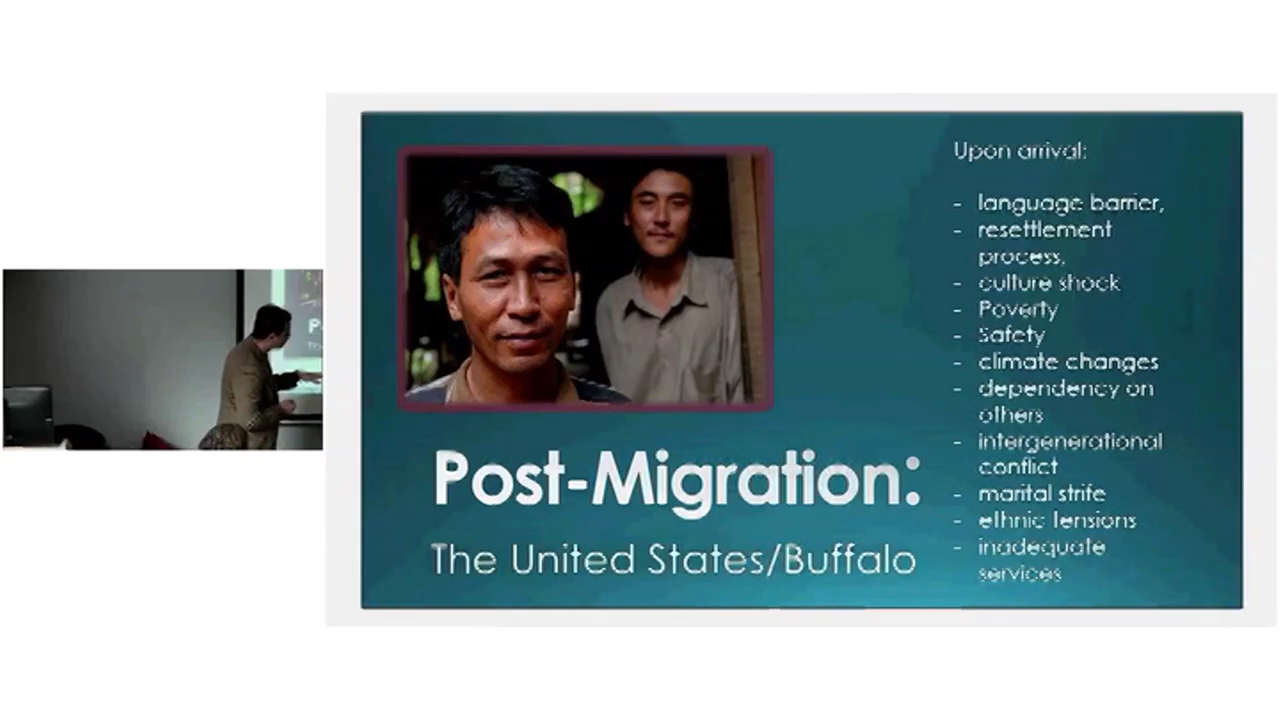 Upon arrival:
- language barrier,
- resettlement
process,
- culture shock
- Poverty
- Safety
- climate changes
- dependency on
others
- intergenerational
conflict
- marital strife
- ethnic tensions
- inadequate
services
Post-Migration:
The United States/Buffalo